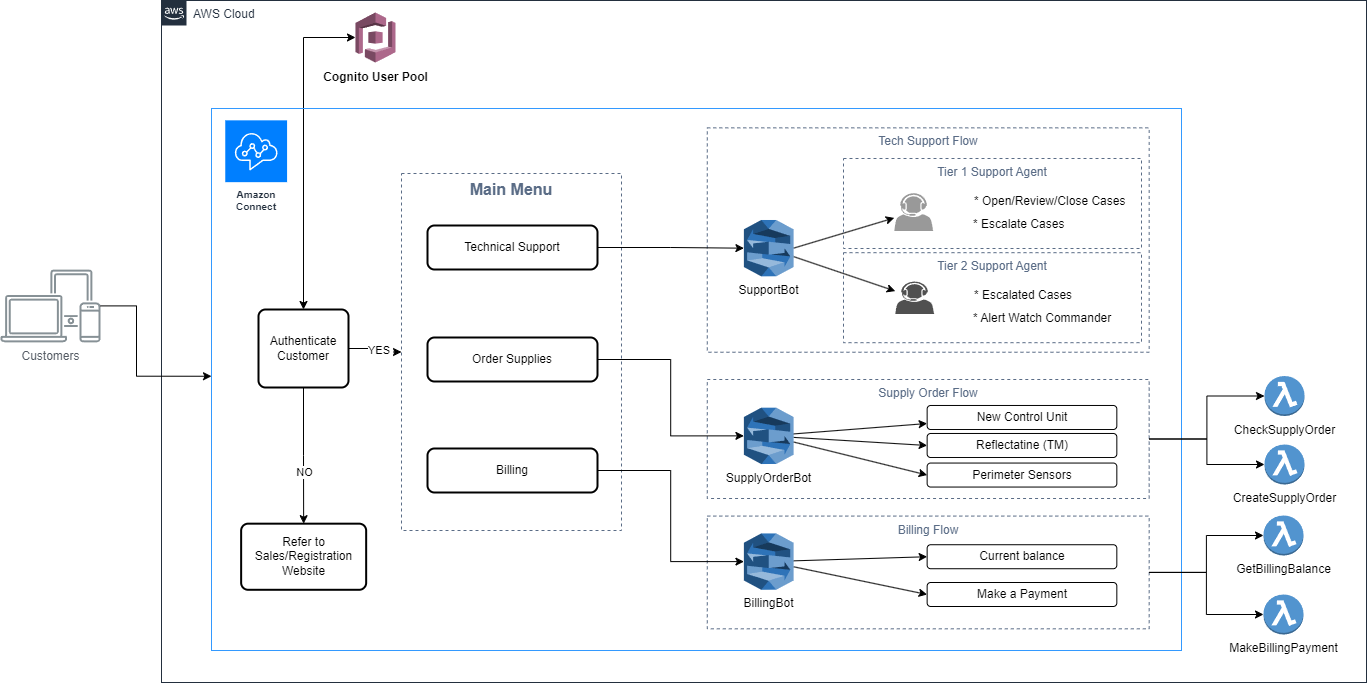 aws
AWS Cloud
Cognito User Pool
Amazon
Connect
Customers
Authenticate
Customer
YES
NO
Refer to
Sales/Registration
Website
Main Menu
Technical Support
Order Supplies
Billing
Tech Support Flow
SupportBot
Tier 1 Support Agent
* Open/Review/Close Cases
* Escalate Cases
Tier 2 Support Agent
* Escalated Cases
* Alert Watch Commander
Supply Order Flow
SupplyOrderBot
New Control Unit
Reflectatine (TM)
Perimeter Sensors
Billing Flow
BillingBot
Current balance
Make a Payment
CheckSupplyOrder
CreateSupplyOrder
GetBillingBalance
MakeBillingPayment